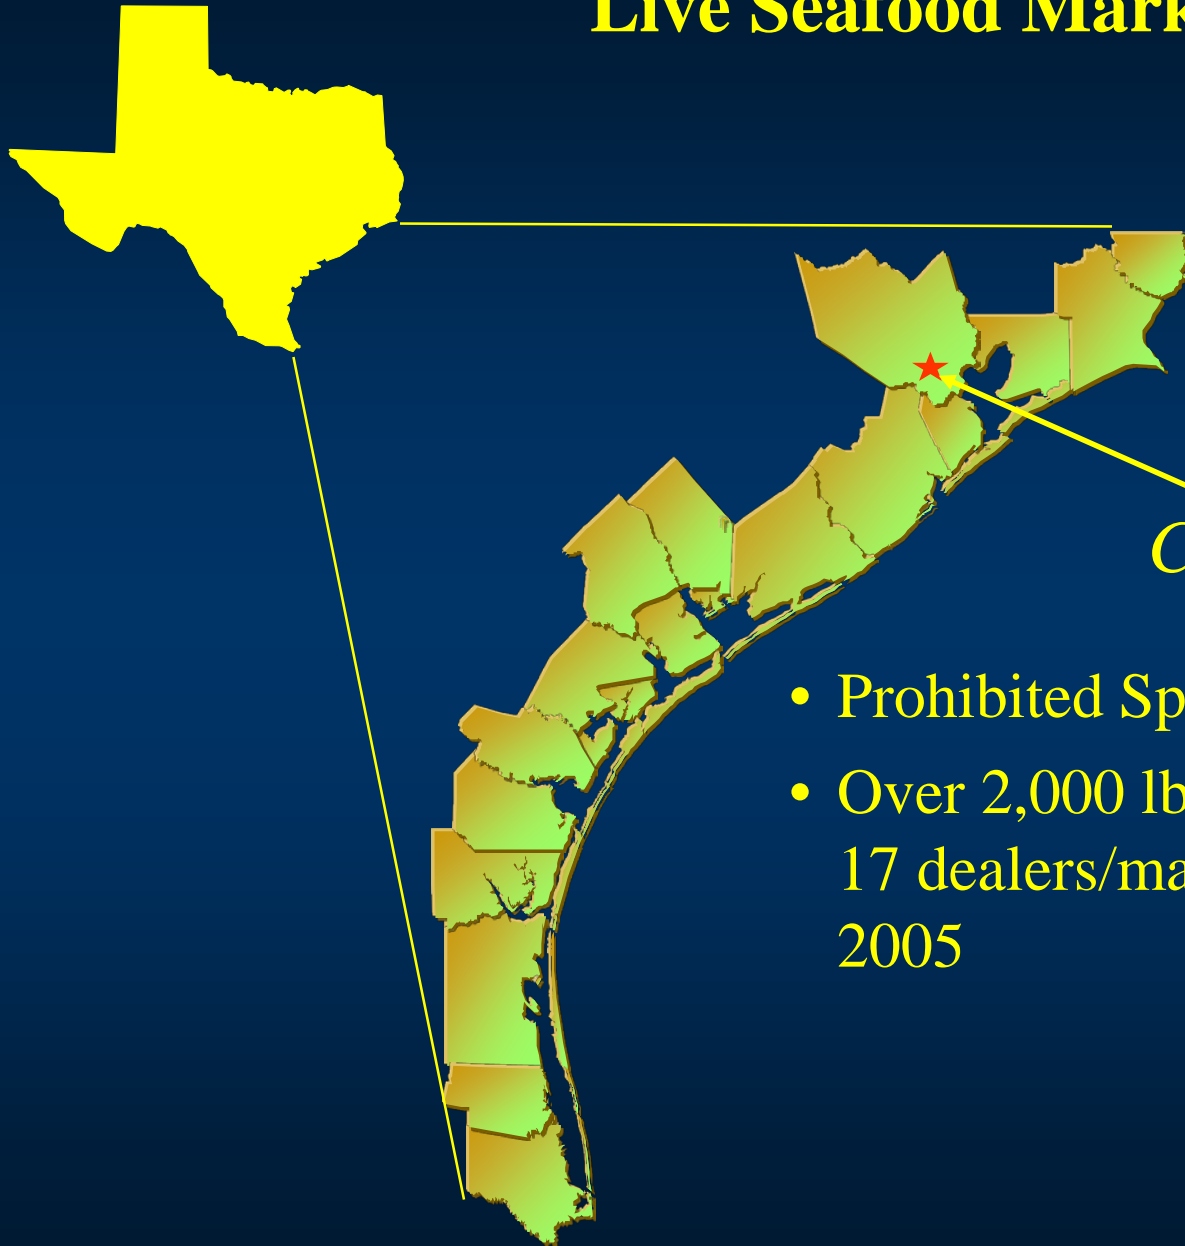 Live Seafood Mark
C
• Prohibited Sp
• Over 2,000 lb
17 dealers/ma
2005